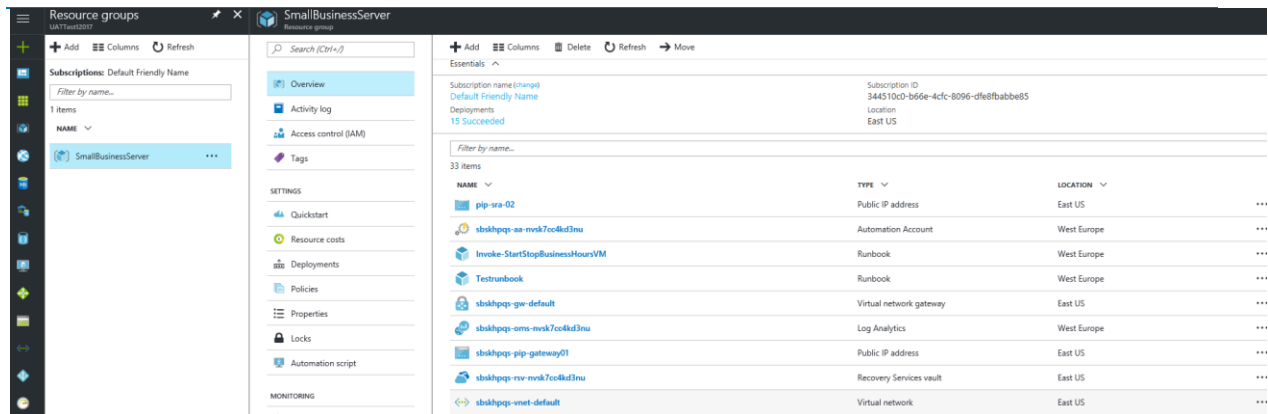 Resource groups
UATTest2017
Add Columns Refresh
Subscriptions: Default Friendly Name
Filter by name...
1 items
NAME
SmallBusinessServer
SmallBusinessServer
Resource group
Search (Ctrl+/)
Overview
Activity log
Access control (IAM)
Tags
SETTINGS
Quickstart
Resource costs
Deployments
Policies
Properties
Locks
Automation script
MONITORING
Add Columns Delete Refresh Move
Essentials
Subscription name (change)
Default Friendly Name
Deployments
15 Succeeded
Subscription ID
344510c0-b66e-4cfc-8096-dfe8fbabbe85
Location
East US
Filter by name...
33 items
NAME TYPE LOCATION
pip-sra-02 Public IP address East US
sbskhpqs-aa-nvsk7cc4kd3nu Automation Account West Europe
Invoke-StartStopBusinessHoursVM Runbook West Europe
Testrunbook Runbook West Europe
sbskhpqs-gw-default Virtual network gateway East US
sbskhpqs-oms-nvsk7cc4kd3nu Log Analytics West Europe
sbskhpqs-pip-gateway01 Public IP address East US
sbskhpqs-rsv-nvsk7cc4kd3nu Recovery Services vault East US
sbskhpqs-vnet-default Virtual network East US